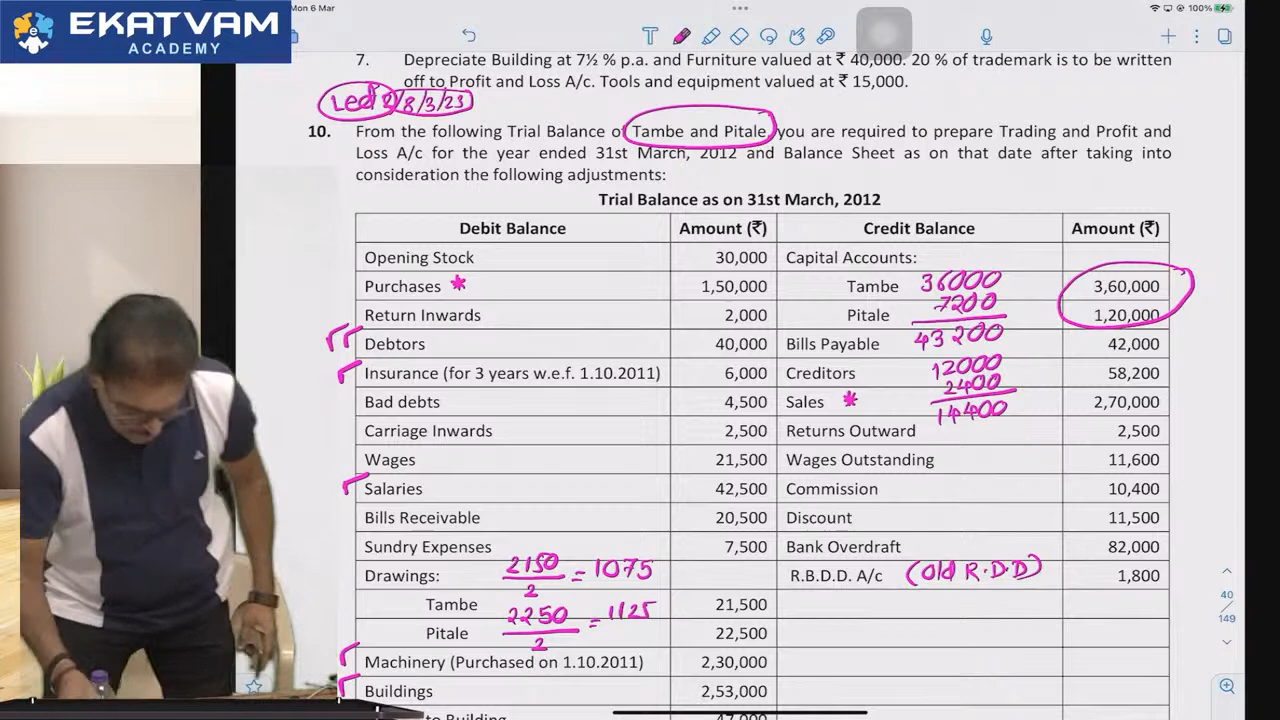 EKATVAM
ACADEMY
Mon 6 Mar
100%
7. Depreciate Building at 7½ % p.a. and Furniture valued at ₹ 40,000. 20 % of trademark is to be written
off to Profit and Loss A/c. Tools and equipment valued at ₹ 15,000.
Lec 2/8/3/23
10. From the following Trial Balance of Tambe and Pitale, you are required to prepare Trading and Profit and
Loss A/c for the year ended 31st March, 2012 and Balance Sheet as on that date after taking into
consideration the following adjustments:
Trial Balance as on 31st March, 2012
Debit Balance Amount (₹) Credit Balance Amount (₹)
Opening Stock 30,000 Capital Accounts:
Purchases * 1,50,000 Tambe 36000 3,60,000
Return Inwards 2,000 Pitale 7200 1,20,000
Debtors 40,000 Bills Payable 43200 42,000
Insurance (for 3 years w.e.f. 1.10.2011) 6,000 Creditors 12000 58,200
2400
Bad debts 4,500 Sales * 14400 2,70,000
Carriage Inwards 2,500 Returns Outward 2,500
Wages 21,500 Wages Outstanding 11,600
Salaries 42,500 Commission 10,400
Bills Receivable 20,500 Discount 11,500
Sundry Expenses 7,500 Bank Overdraft 82,000
Drawings: 2150/2 = 1075 R.B.D.D. A/c (Old R.D.D) 1,800
Tambe 2250/2 = 1125 21,500
Pitale 22,500
Machinery (Purchased on 1.10.2011) 2,30,000
Buildings 2,53,000
to Building 47,000
40
149